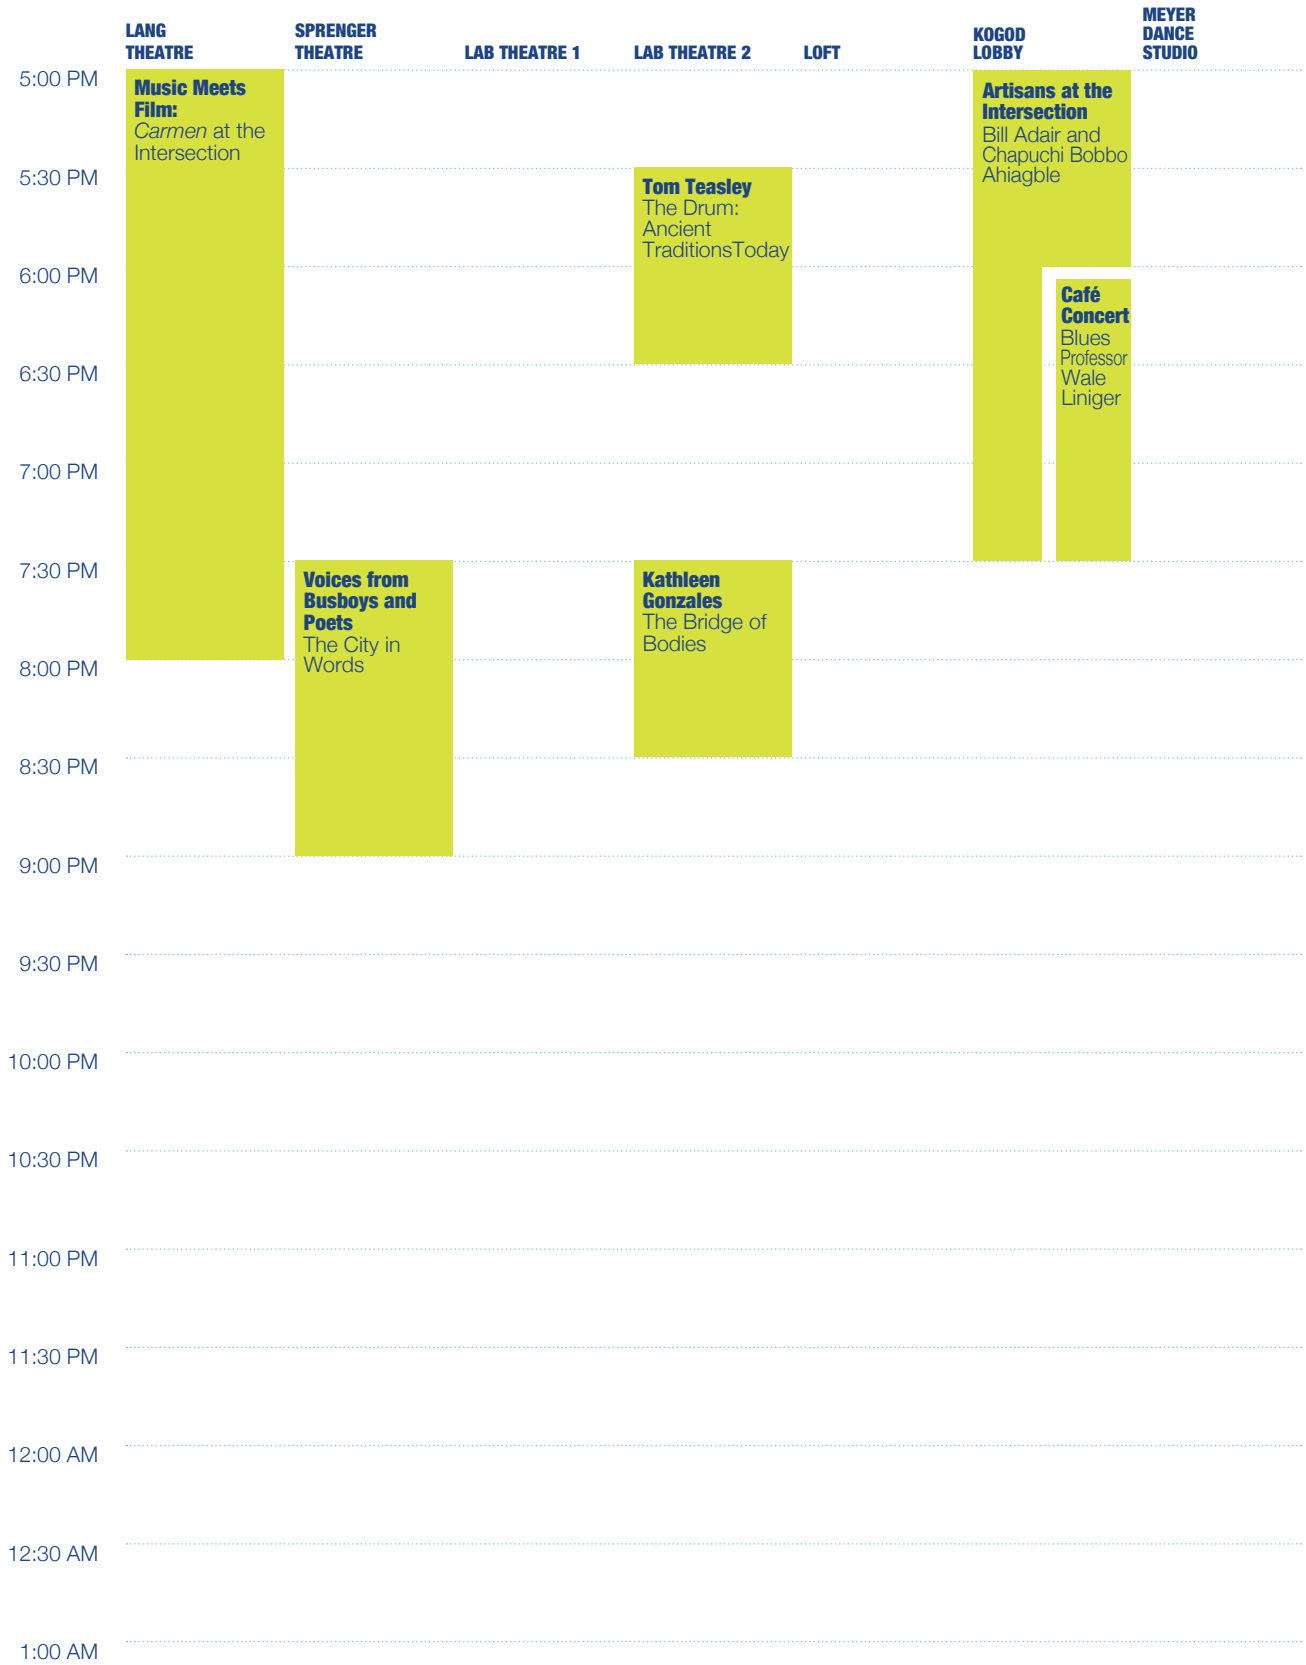 LANG
THEATRE
SPRENGER
THEATRE
LAB THEATRE 1
LAB THEATRE 2
LOFT
KOGOD
LOBBY
MEYER
DANCE
STUDIO
5:00 PM
Music Meets
Film:
Carmen at the
Intersection
Artisans at the
Intersection
Bill Adair and
Chapuchi Bobbo
Ahiagble
5:30 PM
Tom Teasley
The Drum:
Ancient
TraditionsToday
6:00 PM
Café
Concert
Blues
Professor
Wale
Liniger
6:30 PM
7:00 PM
7:30 PM
Voices from
Busboys and
Poets
The City in
Words
Kathleen
Gonzales
The Bridge of
Bodies
8:00 PM
8:30 PM
9:00 PM
9:30 PM
10:00 PM
10:30 PM
11:00 PM
11:30 PM
12:00 AM
12:30 AM
1:00 AM